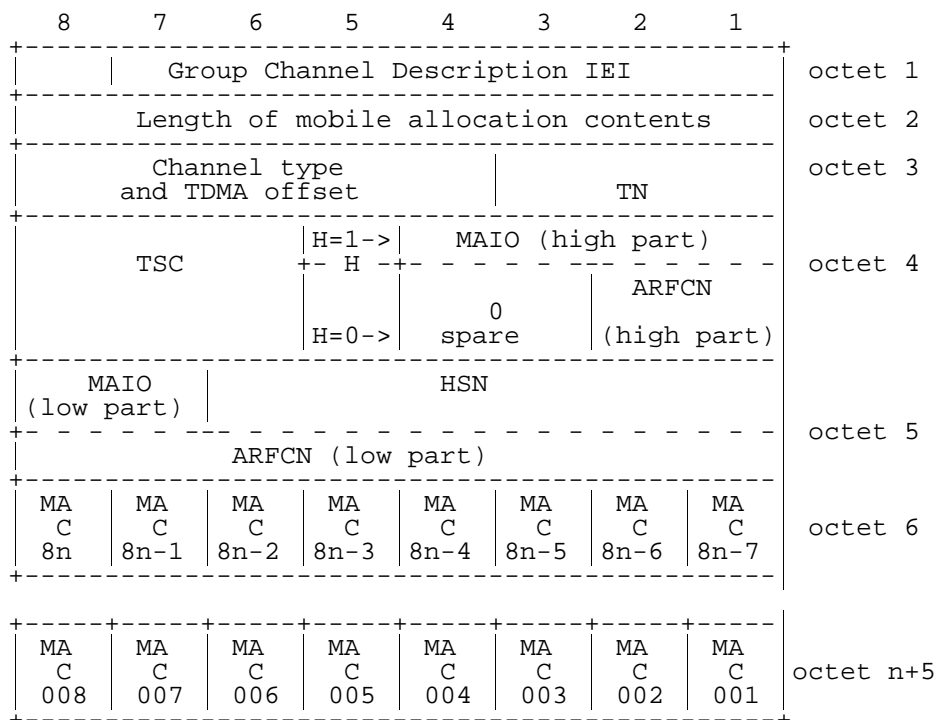 8 7 6 5 4 3 2 1
Group Channel Description IEI octet 1
Length of mobile allocation contents octet 2
Channel type octet 3
and TDMA offset TN
H=1-> MAIO (high part)
TSC H octet 4
ARFCN
0
H=0-> spare (high part)
MAIO HSN
(low part)
octet 5
ARFCN (low part)
MA MA MA MA MA MA MA MA
C C C C C C C C octet 6
8n 8n-1 8n-2 8n-3 8n-4 8n-5 8n-6 8n-7
MA MA MA MA MA MA MA MA
C C C C C C C C octet n+5
008 007 006 005 004 003 002 001